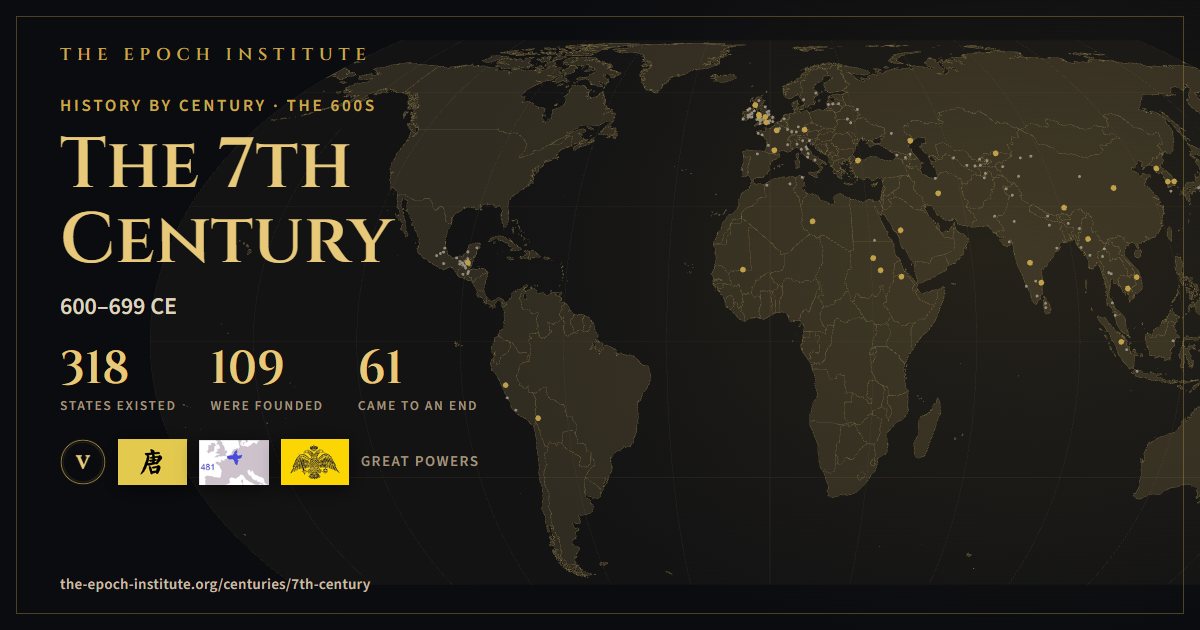 THE EPOCH INSTITUTE
HISTORY BY CENTURY · THE 600S
THE 7TH
CENTURY
600–699 CE
318 109 61
STATES EXISTED WERE FOUNDED CAME TO AN END
V 唐 481 GREAT POWERS
the-epoch-institute.org/centuries/7th-century